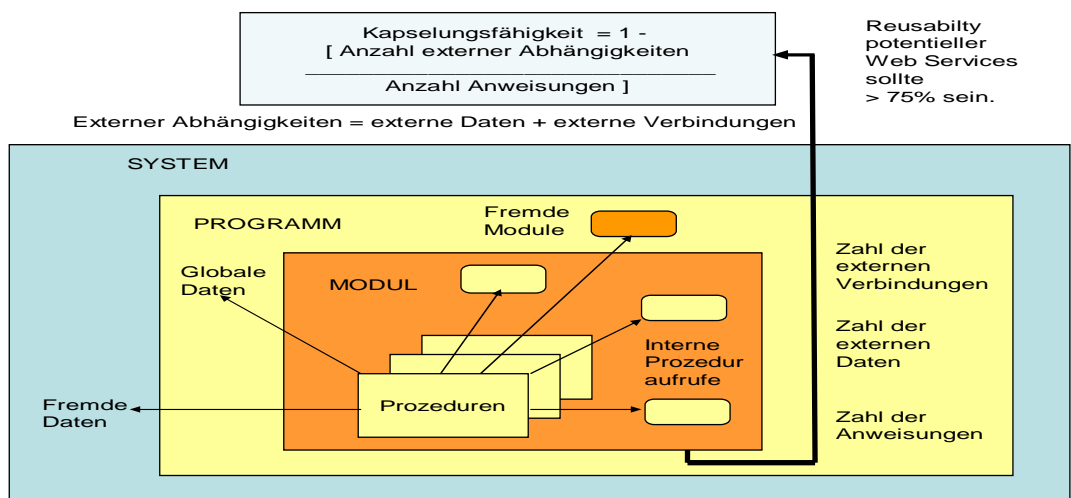 Kapselungsfähigkeit = 1 -
[ Anzahl externer Abhängigkeiten
Anzahl Anweisungen ]
Reusabilty
potentieller
Web Services
sollte
> 75% sein.
Externer Abhängigkeiten = externe Daten + externe Verbindungen
SYSTEM
PROGRAMM
Fremde
Module
Globale
Daten
MODUL
Zahl der
externen
Verbindungen
Interne
Prozedur
aufrufe
Zahl der
externen
Daten
Prozeduren
Fremde
Daten
Zahl der
Anweisungen